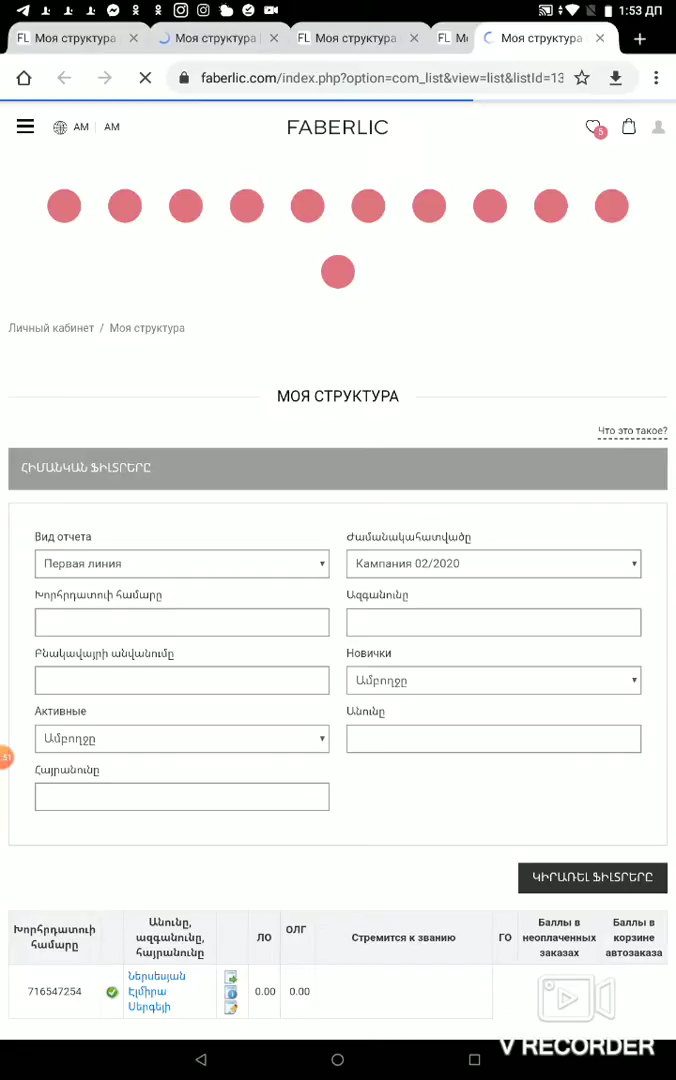 1:53 ДП
FL Моя структура
Моя структура
FL Моя структура
FL Мо
Моя структура
faberlic.com/index.php?option=com_list&view=list&listId=13
AM AM
FABERLIC
5
Личный кабинет / Моя структура
МОЯ СТРУКТУРА
Что это такое?
ՀԻՄՆԱԿԱՆ ՖԻԼՏՐԵՐԸ
Вид отчета
Ժամանակահատվածը
Первая линия
Кампания 02/2020
Խորհրդատուի համարը
Ազգանունը
Բնակավայրի անվանումը
Новички
Ամբողջը
Активные
Անունը
Ամբողջը
:51
Հայրանունը
ԿԻՐԱՌԵԼ ՖԻԼՏՐԵՐԸ
Խորհրդատուի համարը
Անունը, ազգանունը, հայրանունը
ЛО
ОЛГ
Стремится к званию
ГО
Баллы в неоплаченных заказах
Баллы в корзине автозаказа
716547254
Ներսեսյան
Էլմիրա
Սերգեյի
0.00
0.00
V RECORDER